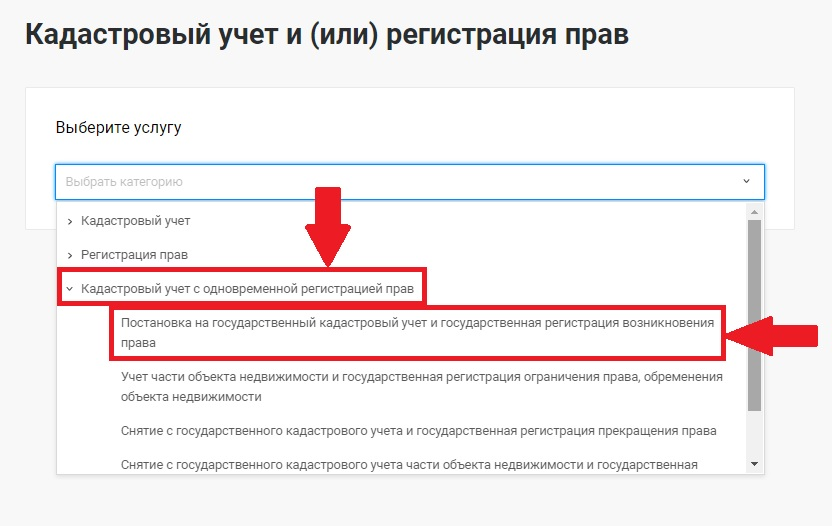 Кадастровый учет и (или) регистрация прав
Выберите услугу
Выбрать категорию
Кадастровый учет
Регистрация прав
Кадастровый учет с одновременной регистрацией прав
Постановка на государственный кадастровый учет и государственная регистрация возникновения
права
Учет части объекта недвижимости и государственная регистрация ограничения права, обременения
объекта недвижимости
Снятие с государственного кадастрового учета и государственная регистрация прекращения права
Снятие с государственного кадастрового учета части объекта недвижимости и государственная